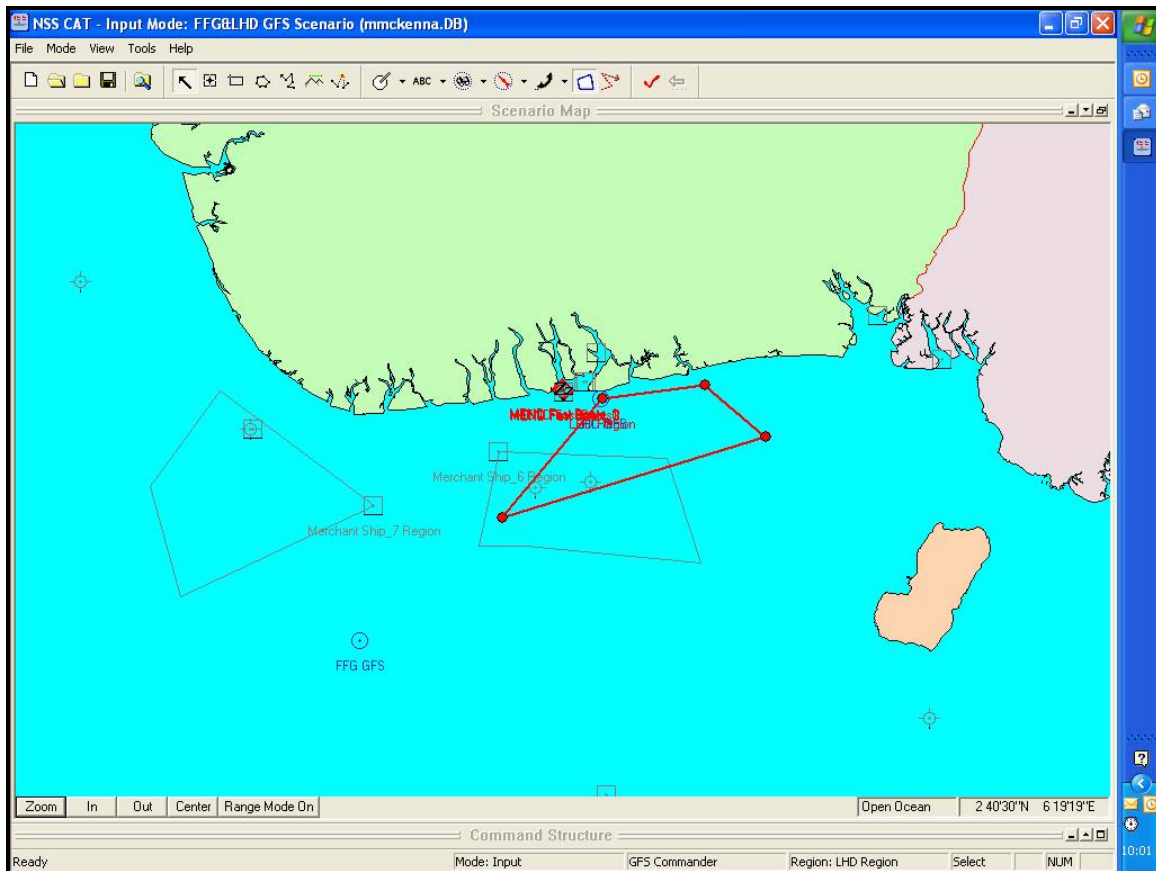 NSS CAT - Input Mode: FFG&LHD GFS Scenario (mmckenna.DB)
File Mode View Tools Help
ABC
Scenario Map
Region
Merchant Ship_6 Region
Merchant Ship_7 Region
FFG GFS
Zoom In Out Center Range Mode On Open Ocean 2 40'30"N 6 19'19"E
Command Structure
Ready Mode: Input GFS Commander Region: LHD Region Select NUM
10:01